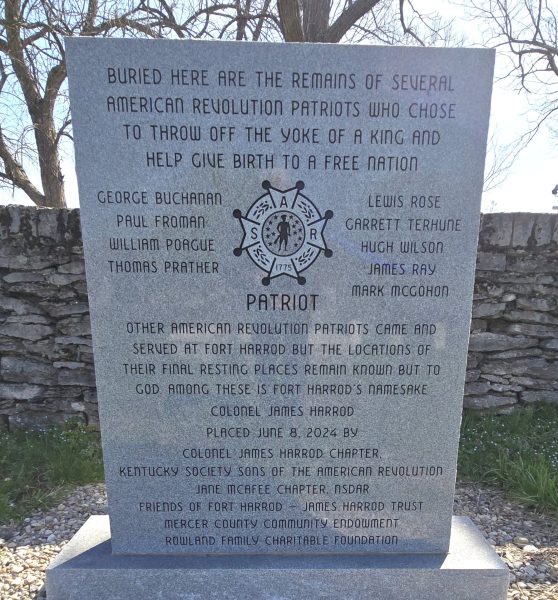 BURIED HERE ARE THE REMAINS OF SEVERAL
AMERICAN REVOLUTION PATRIOTS WHO CHOSE
TO THROW OFF THE YOKE OF A KING AND
HELP GIVE BIRTH TO A FREE NATION
GEORGE BUCHANAN
PAUL FROMAN
WILLIAM POAGUE
THOMAS PRATHER
S A R
1775
LEWIS ROSE
GARRETT TERHUNE
HUGH WILSON
JAMES RAY
MARK MCGOHON
PATRIOT
OTHER AMERICAN REVOLUTION PATRIOTS CAME AND
SERVED AT FORT HARROD BUT THE LOCATIONS OF
THEIR FINAL RESTING PLACES REMAIN KNOWN BUT TO
GOD. AMONG THESE IS FORT HARROD'S NAMESAKE
COLONEL JAMES HARROD
PLACED JUNE 8, 2024 BY
COLONEL JAMES HARROD CHAPTER,
KENTUCKY SOCIETY SONS OF THE AMERICAN REVOLUTION
JANE MCAFEE CHAPTER, NSDAR
FRIENDS OF FORT HARROD – JAMES HARROD TRUST
MERCER COUNTY COMMUNITY ENDOWMENT
ROWLAND FAMILY CHARITABLE FOUNDATION